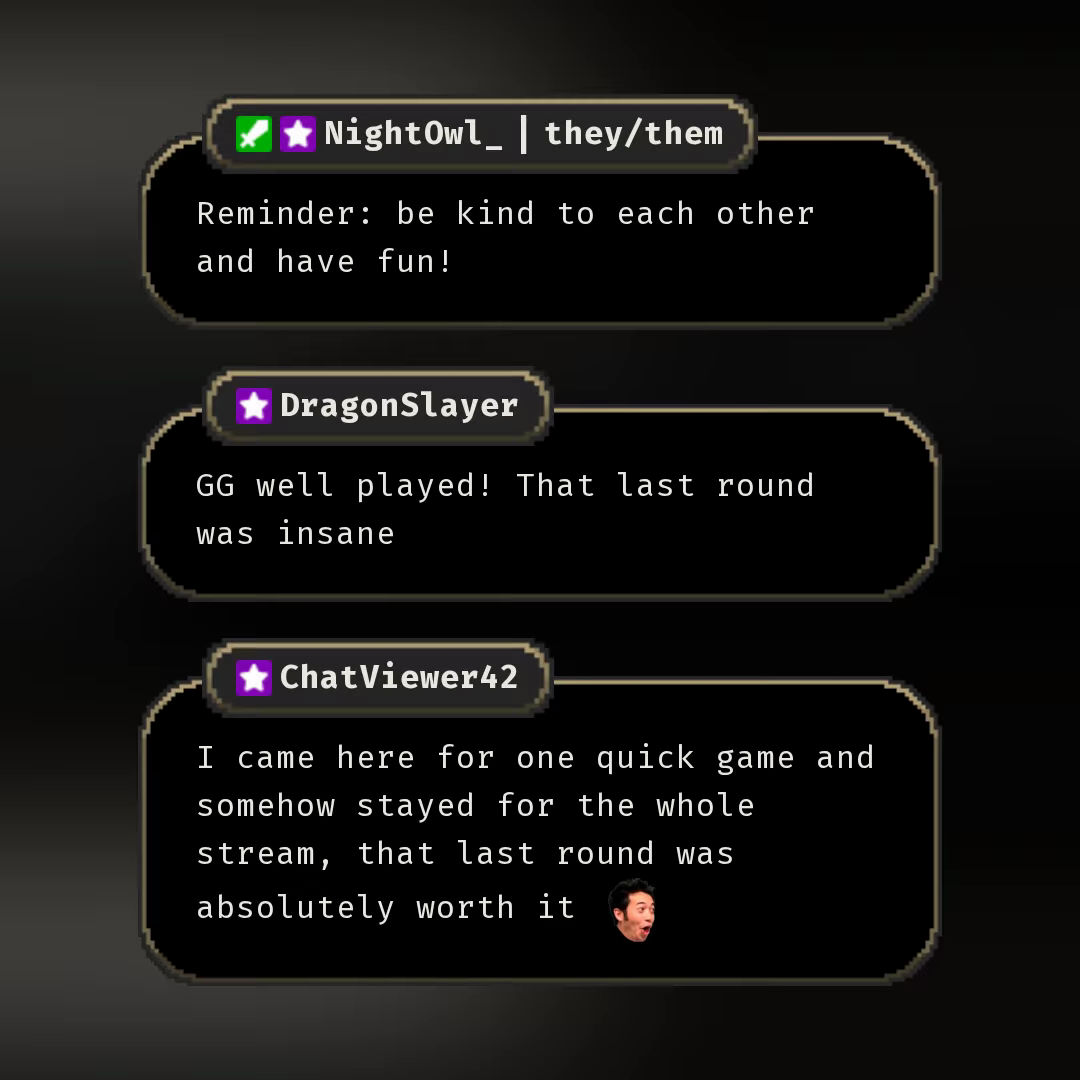 NightOwl_ | they/them
Reminder: be kind to each other
and have fun!
DragonSlayer
GG well played! That last round
was insane
ChatViewer42
I came here for one quick game and
somehow stayed for the whole
stream, that last round was
absolutely worth it